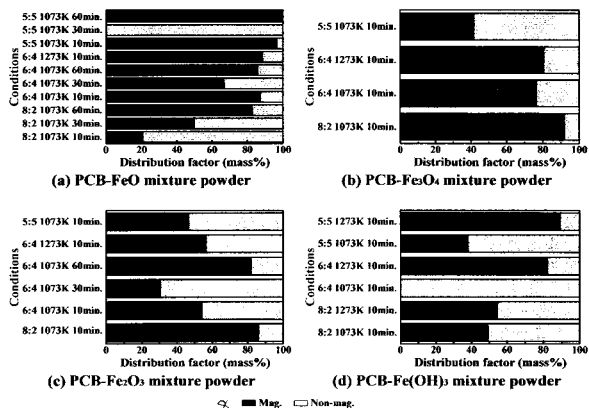 5:5 1073K 60min.
5:5 1073K 30min.
5:5 1073K 10min.
6:4 1273K 10min.
6:4 1073K 60min.
6:4 1073K 30min.
6:4 1073K 10min.
8:2 1073K 60min.
8:2 1073K 30min.
8:2 1073K 10min.
Conditions
0 20 40 60 80 100
Distribution factor (mass%)
(a) PCB-FeO mixture powder
5:5 1073K 10min.
6:4 1273K 10min.
6:4 1073K 10min.
8:2 1073K 10min.
Conditions
0 20 40 60 80 100
Distribution factor (mass%)
(b) PCB-Fe₃O₄ mixture powder
5:5 1073K 10min.
6:4 1273K 10min.
6:4 1073K 60min.
6:4 1073K 30min.
6:4 1073K 10min.
8:2 1073K 10min.
Conditions
0 20 40 60 80 100
Distribution factor (mass%)
(c) PCB-Fe₂O₃ mixture powder
5:5 1273K 10min.
5:5 1073K 10min.
6:4 1273K 10min.
6:4 1073K 10min.
8:2 1273K 10min.
8:2 1073K 10min.
Conditions
0 20 40 60 80 100
Distribution factor (mass%)
(d) PCB-Fe(OH)₃ mixture powder
Mag. Non-mag.